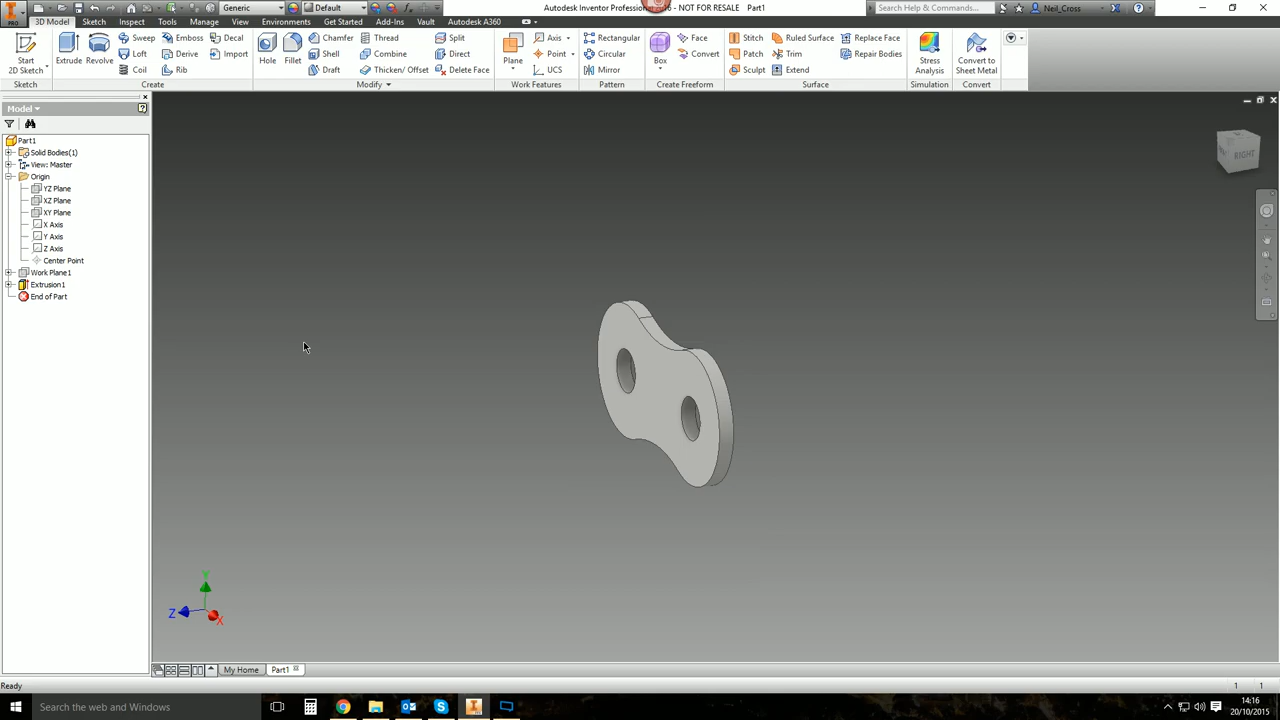 Generic Default Autodesk Inventor Professional 6 - NOT FOR RESALE Part1 Search Help & Commands... Neil_Cross
PRO 3D Model Sketch Inspect Tools Manage View Environments Get Started Add-Ins Vault Autodesk A360
Start 2D Sketch Extrude Revolve Sweep Emboss Decal Hole Fillet Chamfer Thread Split Plane Axis Rectangular Box Face Stitch Ruled Surface Replace Face Stress Analysis Convert to Sheet Metal
Loft Derive Import Shell Combine Direct Point Circular Convert Patch Trim Repair Bodies
Coil Rib Draft Thicken/ Offset Delete Face UCS Mirror Sculpt Extend
Sketch Create Modify Work Features Pattern Create Freeform Surface Simulation Convert
Model
Part1
Solid Bodies(1)
View: Master
Origin
YZ Plane
XZ Plane
XY Plane
X Axis
Y Axis
Z Axis
Center Point
Work Plane1
Extrusion1
End of Part
RIGHT
Y
Z
X
My Home Part1
Ready 1 1
Search the web and Windows
14:16
20/10/2015